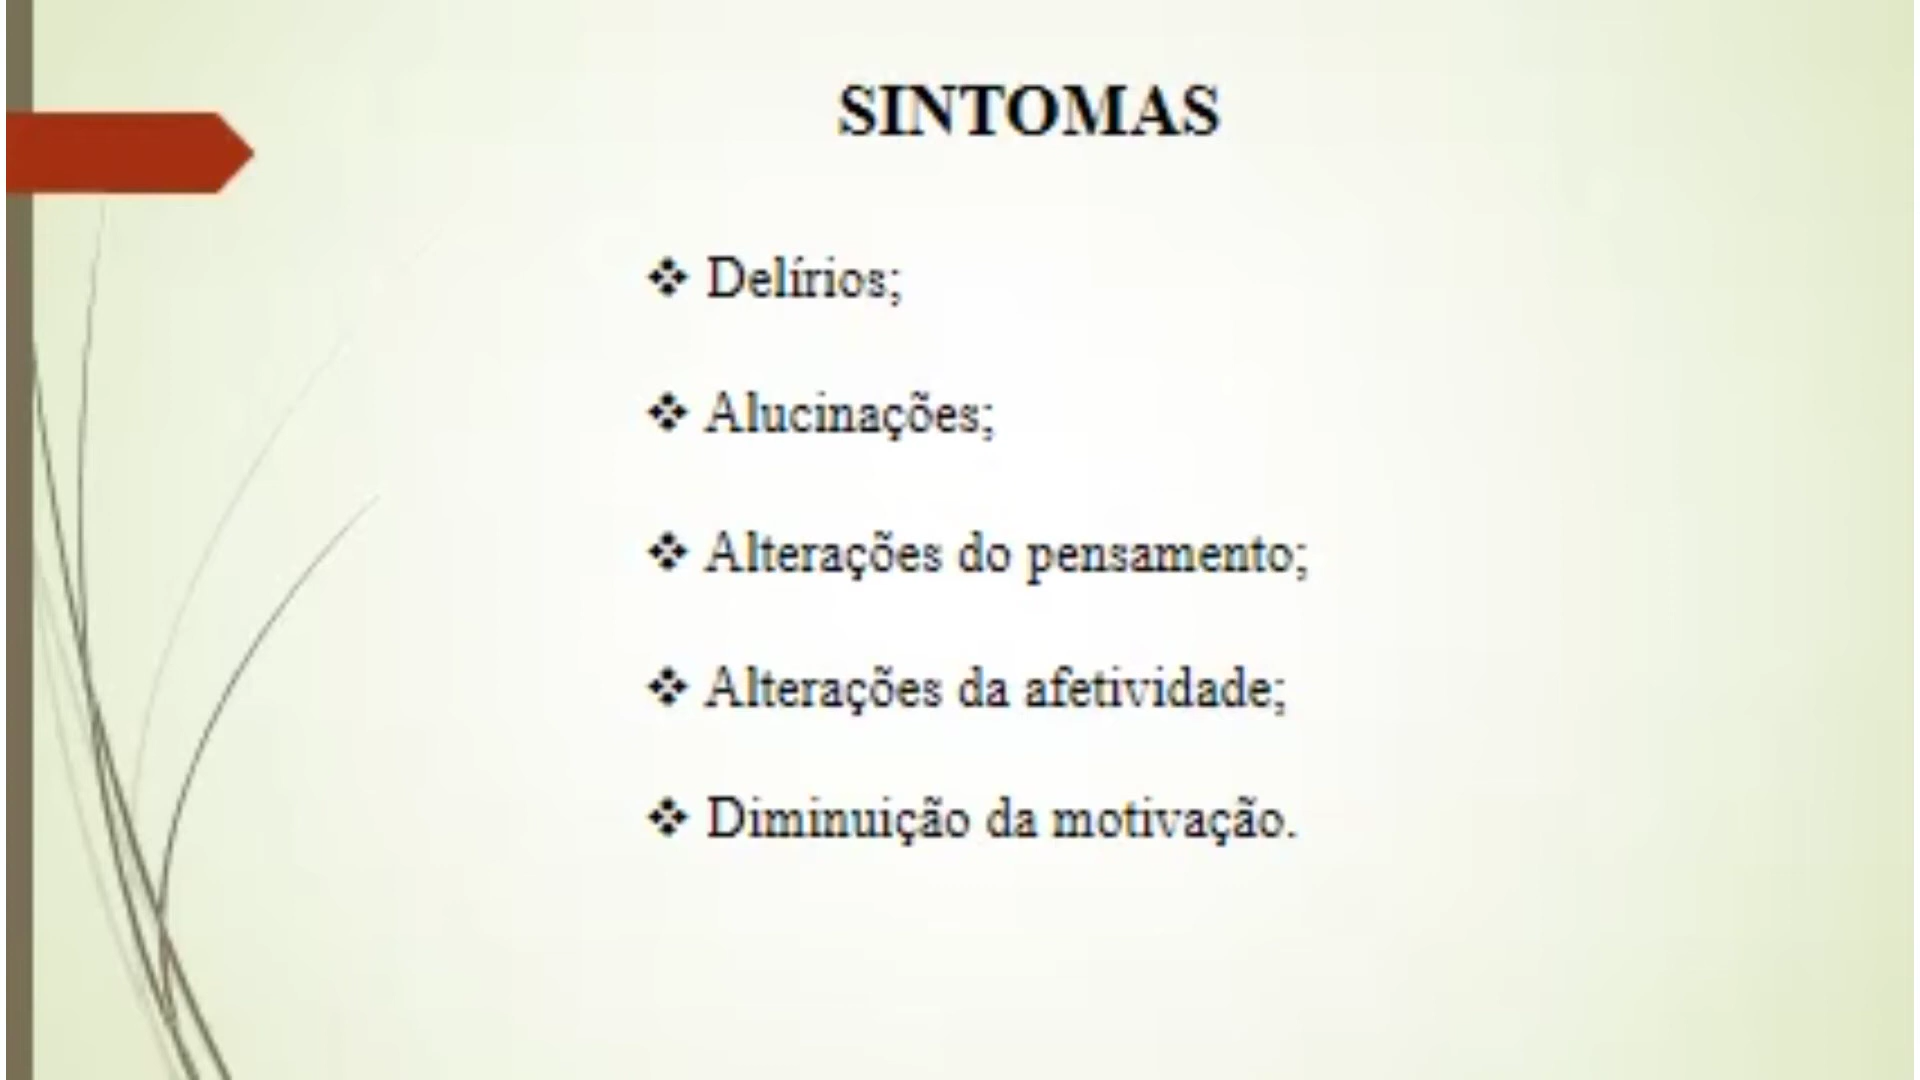 SINTOMAS
❖ Delírios;
❖ Alucinações;
❖ Alterações do pensamento;
❖ Alterações da afetividade;
❖ Diminuição da motivação.